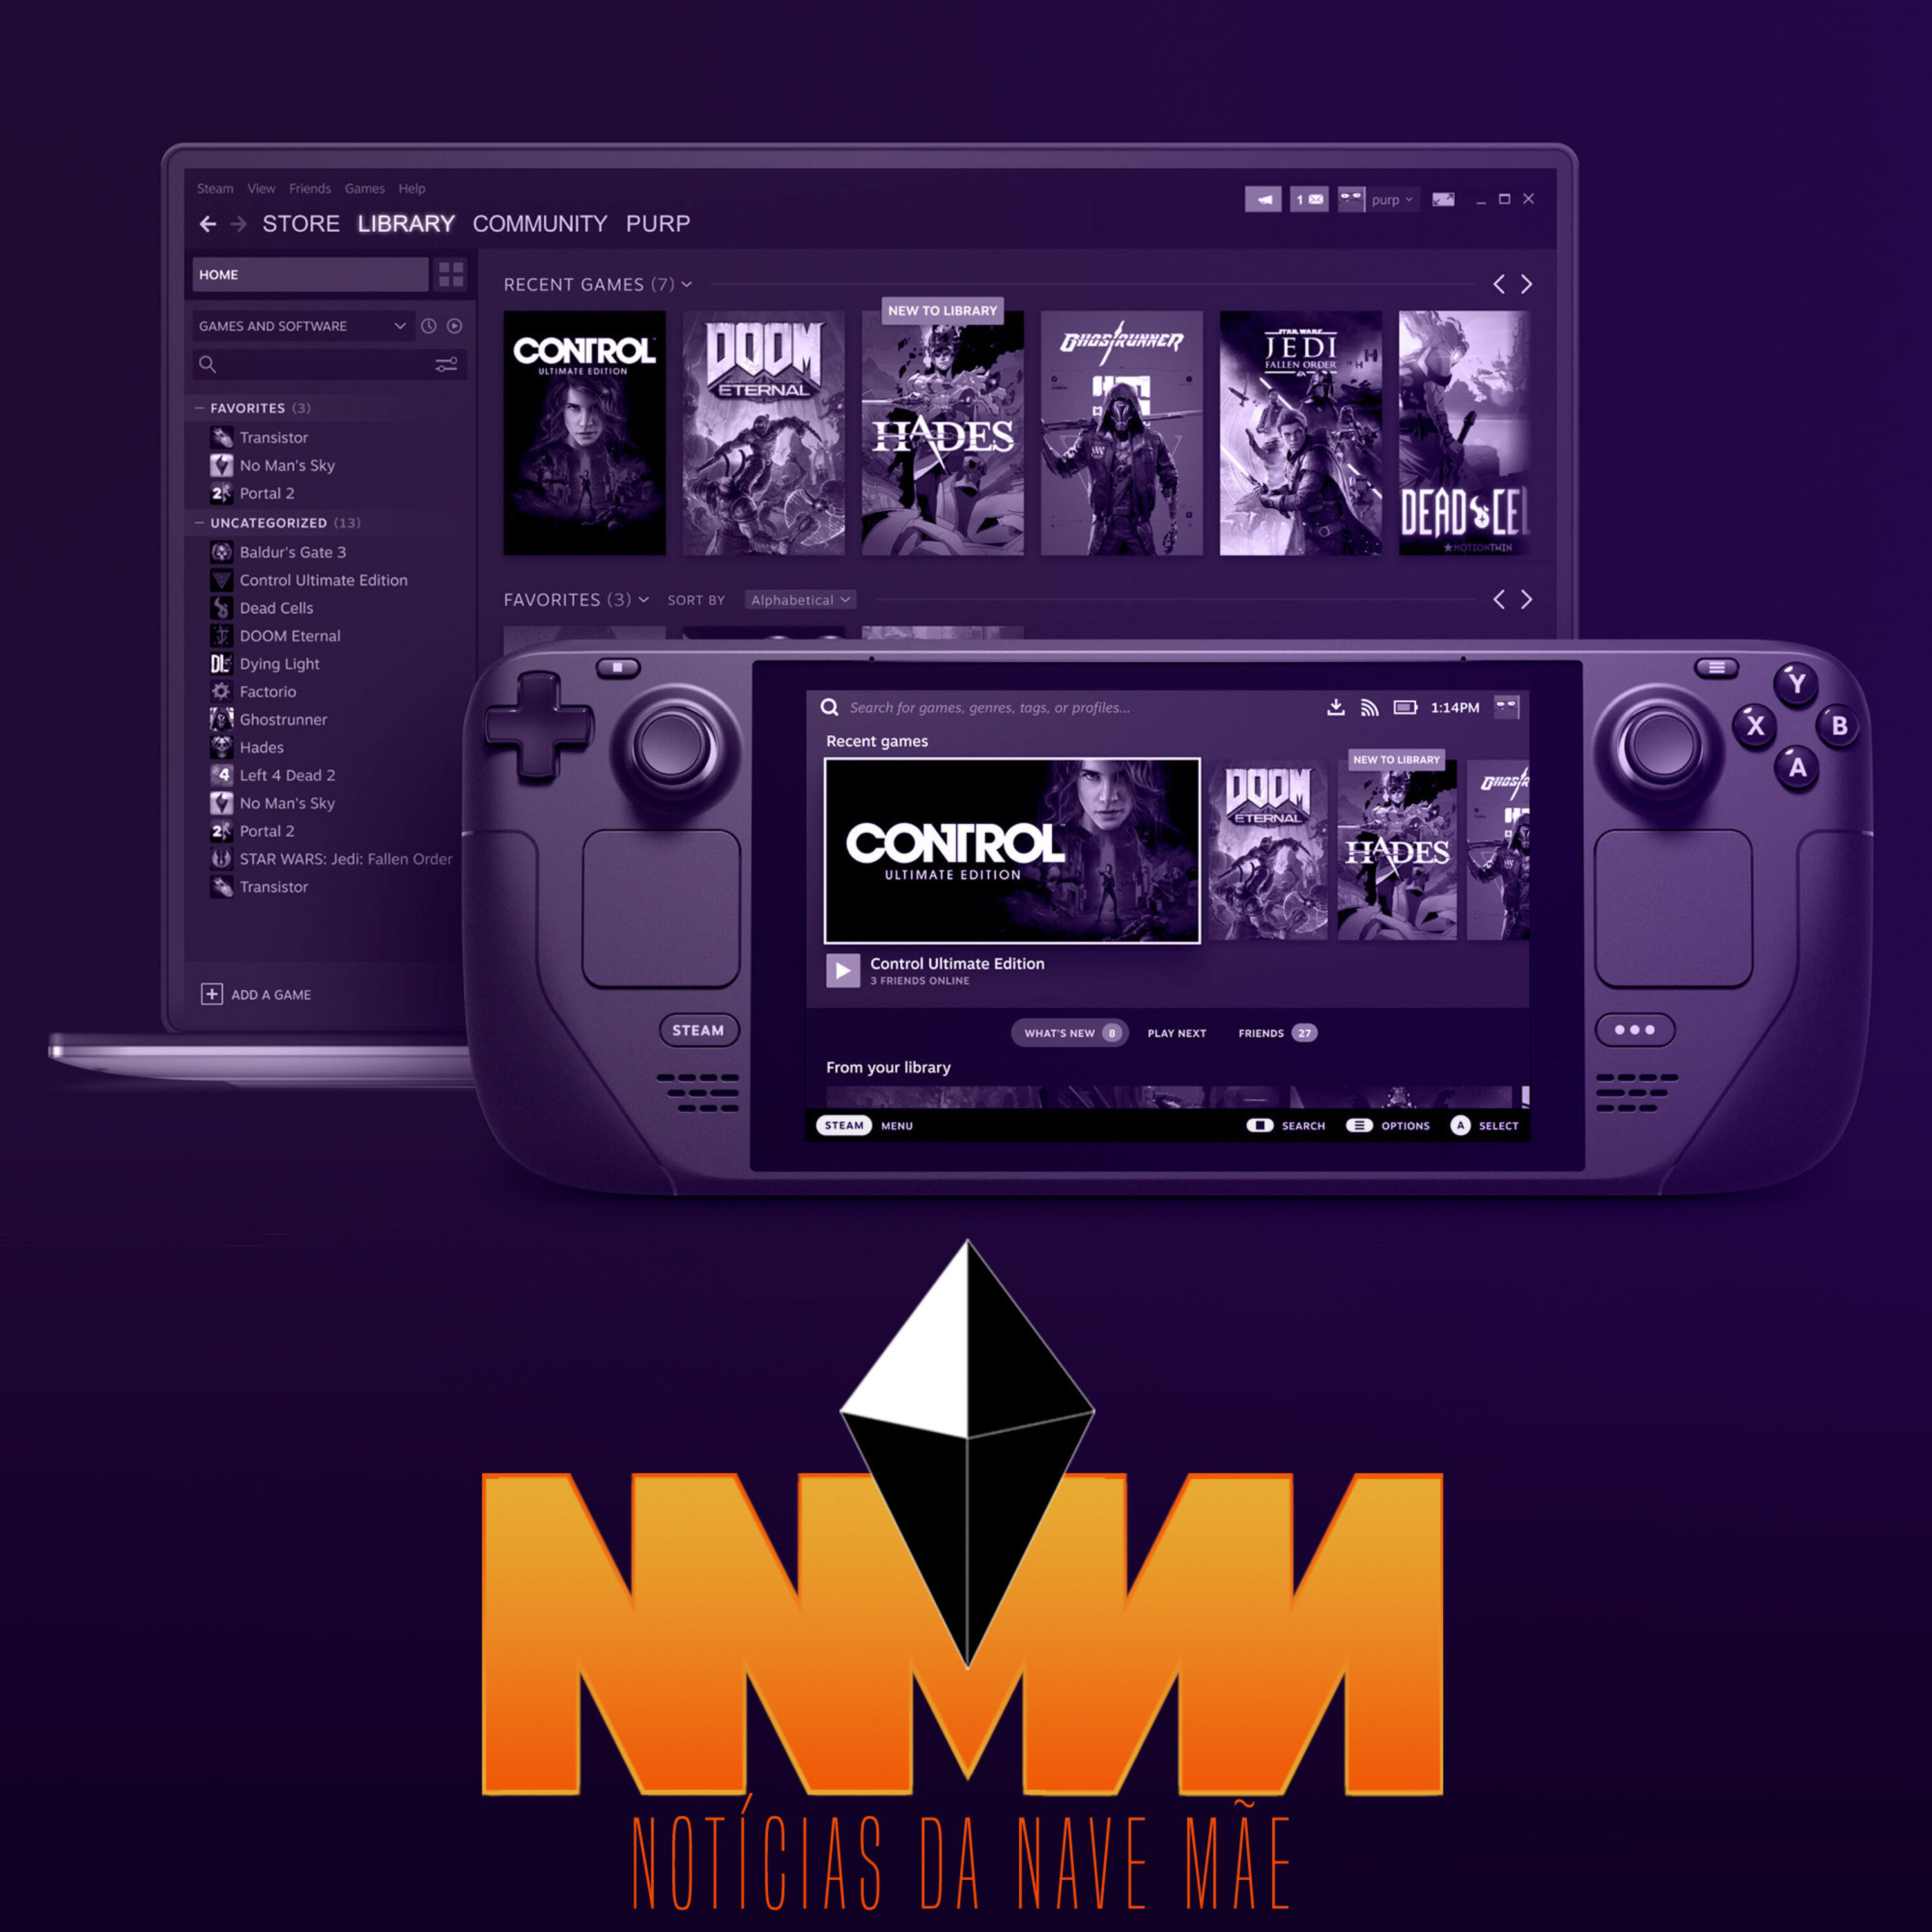 Steam View Friends Games Help
1 purp
STORE LIBRARY COMMUNITY PURP
HOME
GAMES AND SOFTWARE
FAVORITES (3)
Transistor
No Man's Sky
Portal 2
UNCATEGORIZED (13)
Baldur's Gate 3
Control Ultimate Edition
Dead Cells
DOOM Eternal
Dying Light
Factorio
Ghostrunner
Hades
Left 4 Dead 2
No Man's Sky
Portal 2
STAR WARS: Jedi: Fallen Order
Transistor
ADD A GAME
RECENT GAMES (7)
NEW TO LIBRARY
CONTROL
ULTIMATE EDITION
DOOM
ETERNAL
HADES
GHOSTRUNNER
STAR WARS
JEDI
FALLEN ORDER
DEAD CEL
MOTIONTWIN
FAVORITES (3) SORT BY Alphabetical
Search for games, genres, tags, or profiles... 1:14PM
Recent games
NEW TO LIBRARY
CONTROL
ULTIMATE EDITION
DOOM
ETERNAL
HADES
Control Ultimate Edition
3 FRIENDS ONLINE
WHAT'S NEW 8 PLAY NEXT FRIENDS 27
From your library
STEAM MENU SEARCH OPTIONS A SELECT
STEAM
Y
X B
A
NNMM
NOTÍCIAS DA NAVE MÃE